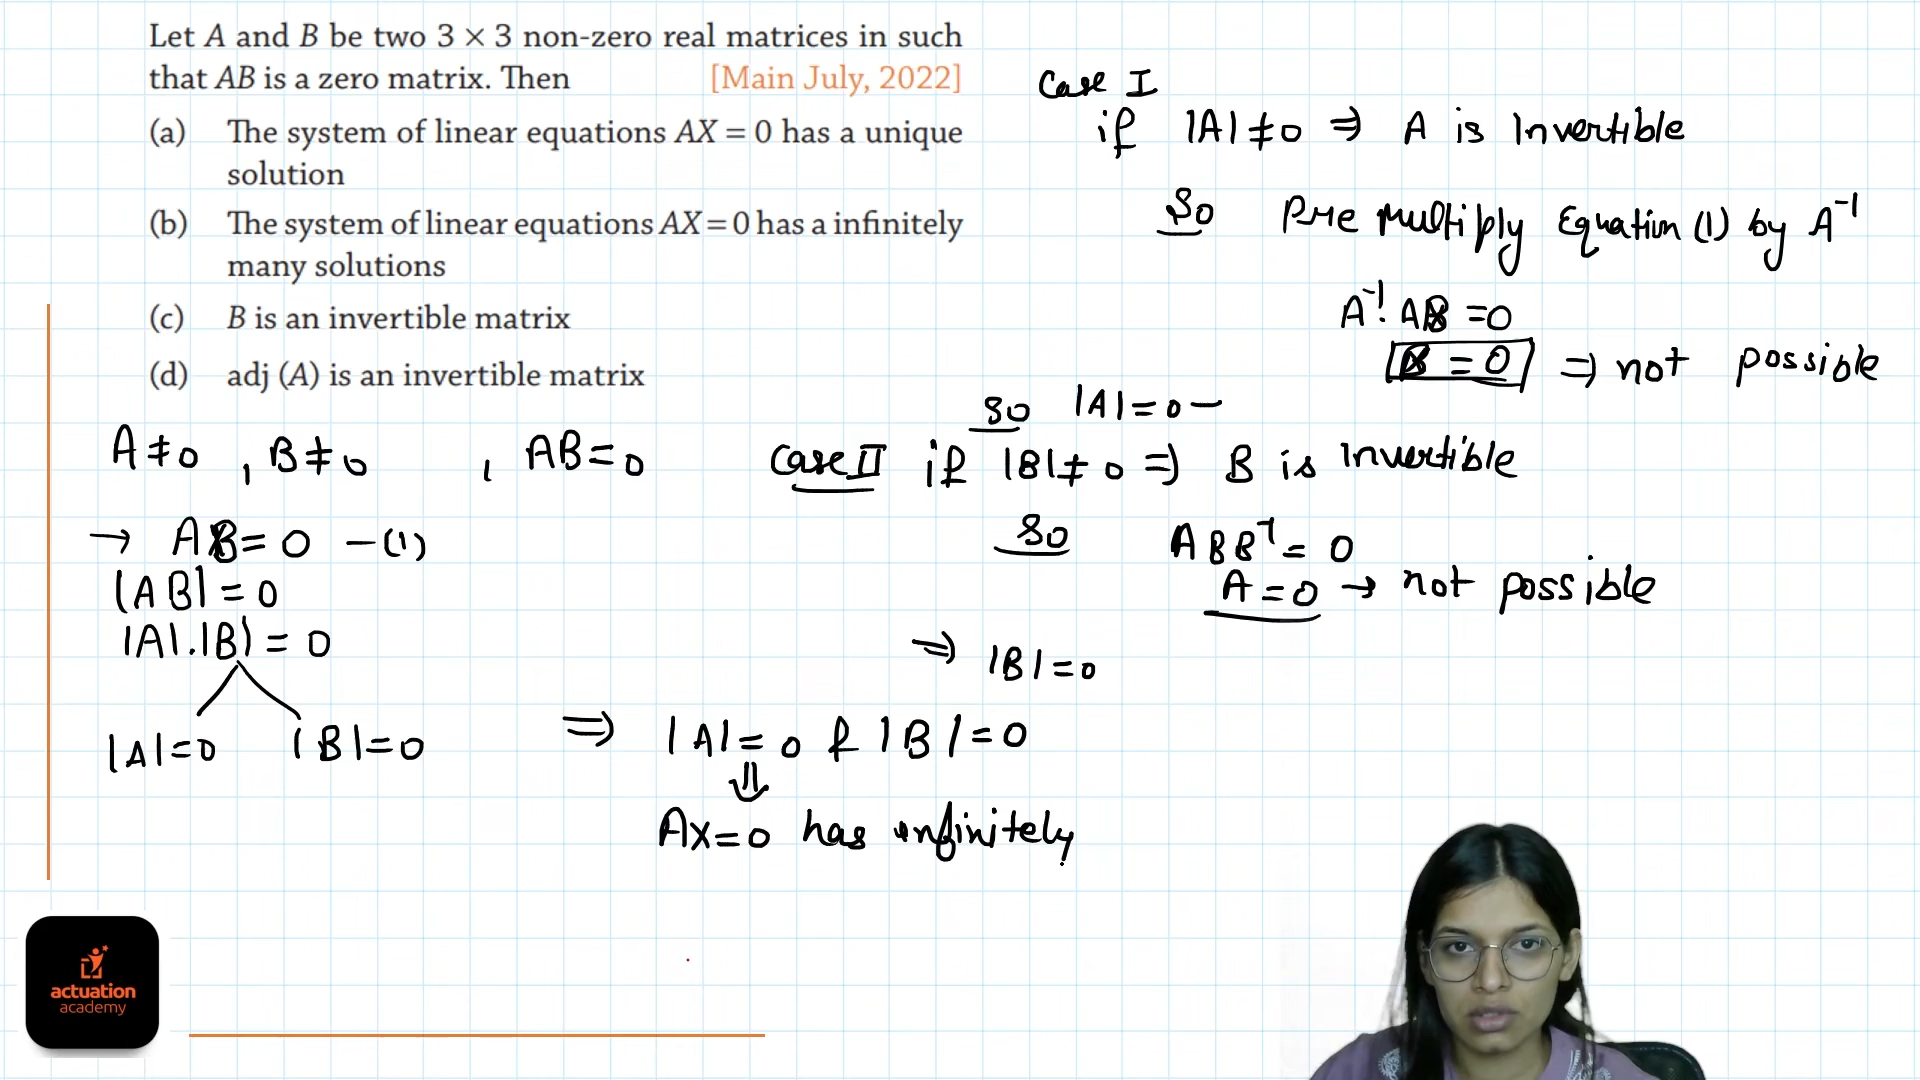 Let A and B be two 3 × 3 non-zero real matrices in such
that AB is a zero matrix. Then [Main July, 2022]
(a) The system of linear equations AX = 0 has a unique
solution
(b) The system of linear equations AX = 0 has a infinitely
many solutions
(c) B is an invertible matrix
(d) adj (A) is an invertible matrix
A ≠ 0 , B ≠ 0 , AB = 0
→ AB = 0 —(1)
|AB| = 0
|A|.|B| = 0
|A|=0 |B|=0
Case I
if |A| ≠ 0 ⇒ A is Invertible
So Pre multiply Equation (1) by A⁻¹
A⁻¹. AB = 0
B = 0 ⇒ not possible
So |A| = 0 —
Case II if |B| ≠ 0 ⇒ B is invertible
So ABB⁻¹ = 0
A = 0 → not possible
⇒ |B| = 0
⇒ |A| = 0 & |B| = 0
⇓
AX = 0 has infinitely
actuation
academy